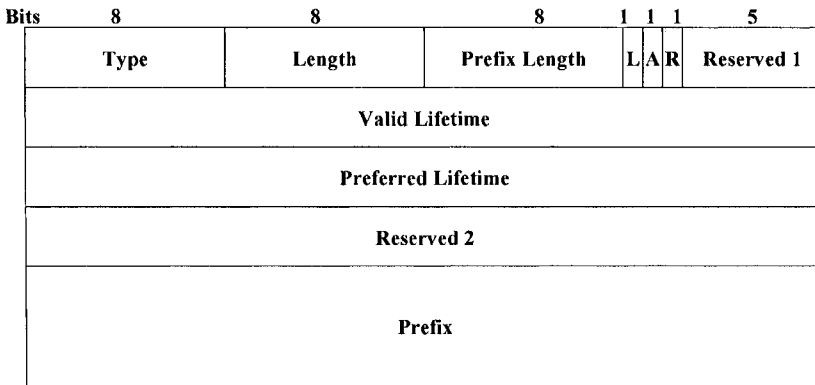 Bits 8 8 8 1 1 1 5
Type Length Prefix Length L A R Reserved 1
Valid Lifetime
Preferred Lifetime
Reserved 2
Prefix